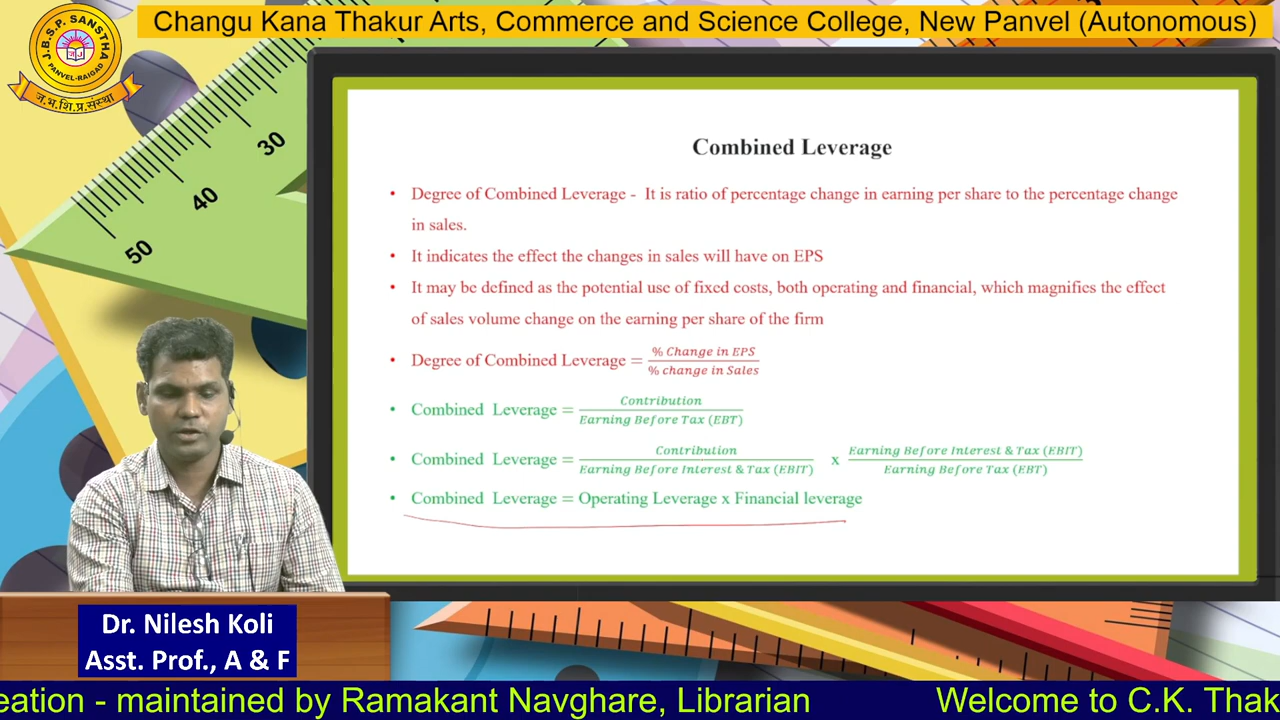 Changu Kana Thakur Arts, Commerce and Science College, New Panvel (Autonomous)
J.B.S.P. SANSTHA
PANVEL-RAIGAD
ज.भ.शि.प्र.संस्था
30
40
50
Combined Leverage
• Degree of Combined Leverage - It is ratio of percentage change in earning per share to the percentage change
in sales.
• It indicates the effect the changes in sales will have on EPS
• It may be defined as the potential use of fixed costs, both operating and financial, which magnifies the effect
of sales volume change on the earning per share of the firm
• Degree of Combined Leverage = % Change in EPS / % change in Sales
• Combined Leverage = Contribution / Earning Before Tax (EBT)
• Combined Leverage = Contribution / Earning Before Interest & Tax (EBIT) x Earning Before Interest & Tax (EBIT) / Earning Before Tax (EBT)
• Combined Leverage = Operating Leverage x Financial leverage
Dr. Nilesh Koli
Asst. Prof., A & F
eation - maintained by Ramakant Navghare, Librarian Welcome to C.K. Thak